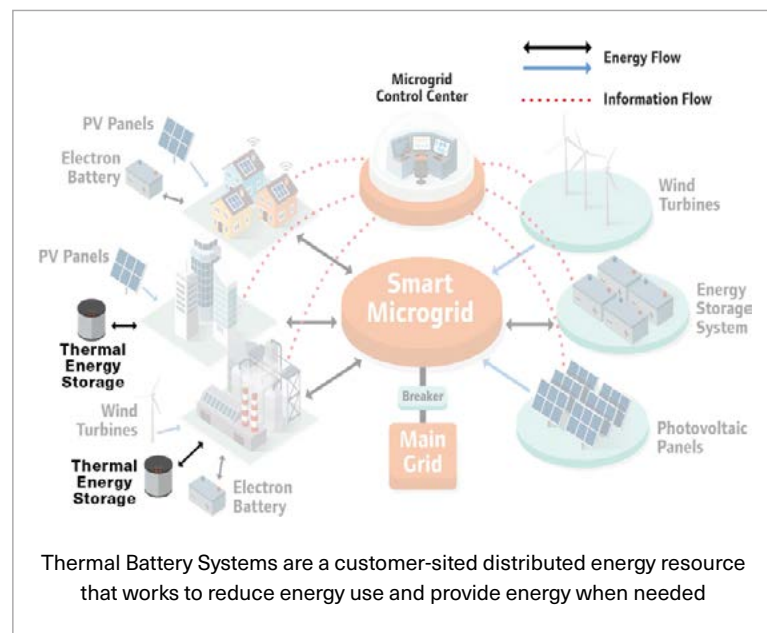 Energy Flow
Information Flow
Microgrid
Control Center
PV Panels
Electron
Battery
Wind
Turbines
PV Panels
Smart
Microgrid
Energy
Storage
System
Thermal
Energy
Storage
Breaker
Wind
Turbines
Main
Grid
Photovoltaic
Panels
Thermal
Energy
Storage
Electron
Battery
Thermal Battery Systems are a customer-sited distributed energy resource
that works to reduce energy use and provide energy when needed